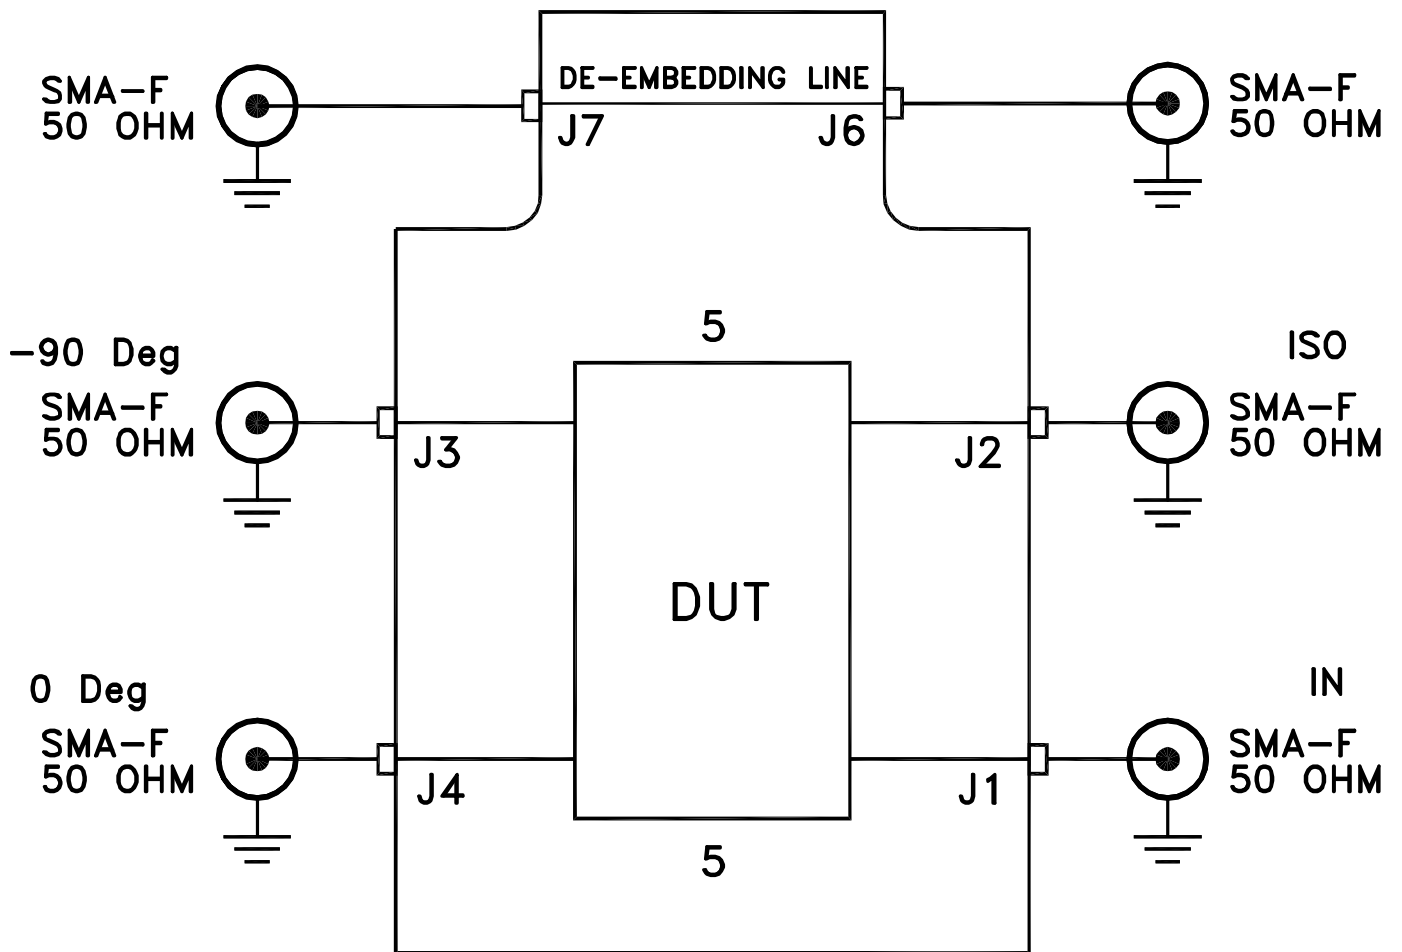 DE-EMBEDDING LINE
SMA-F
50 OHM
J7
J6
SMA-F
50 OHM
5
-90 Deg
SMA-F
50 OHM
J3
J2
ISO
SMA-F
50 OHM
DUT
0 Deg
SMA-F
50 OHM
J4
J1
IN
SMA-F
50 OHM
5